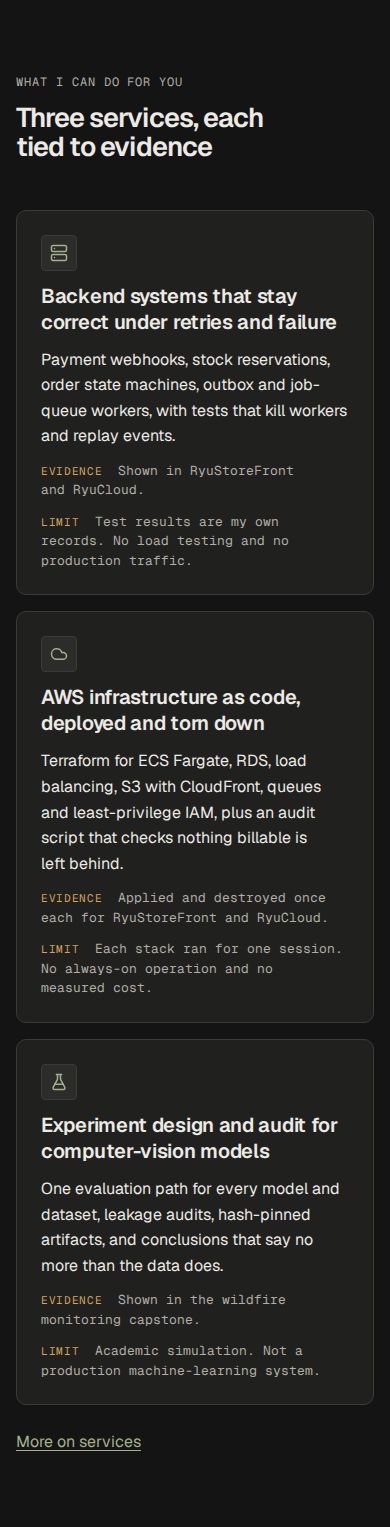 WHAT I CAN DO FOR YOU
Three services, each
tied to evidence
Backend systems that stay
correct under retries and failure
Payment webhooks, stock reservations,
order state machines, outbox and job-
queue workers, with tests that kill workers
and replay events.
EVIDENCE Shown in RyuStoreFront
and RyuCloud.
LIMIT Test results are my own
records. No load testing and no
production traffic.
AWS infrastructure as code,
deployed and torn down
Terraform for ECS Fargate, RDS, load
balancing, S3 with CloudFront, queues
and least-privilege IAM, plus an audit
script that checks nothing billable is
left behind.
EVIDENCE Applied and destroyed once
each for RyuStoreFront and RyuCloud.
LIMIT Each stack ran for one session.
No always-on operation and no
measured cost.
Experiment design and audit for
computer-vision models
One evaluation path for every model and
dataset, leakage audits, hash-pinned
artifacts, and conclusions that say no
more than the data does.
EVIDENCE Shown in the wildfire
monitoring capstone.
LIMIT Academic simulation. Not a
production machine-learning system.
More on services